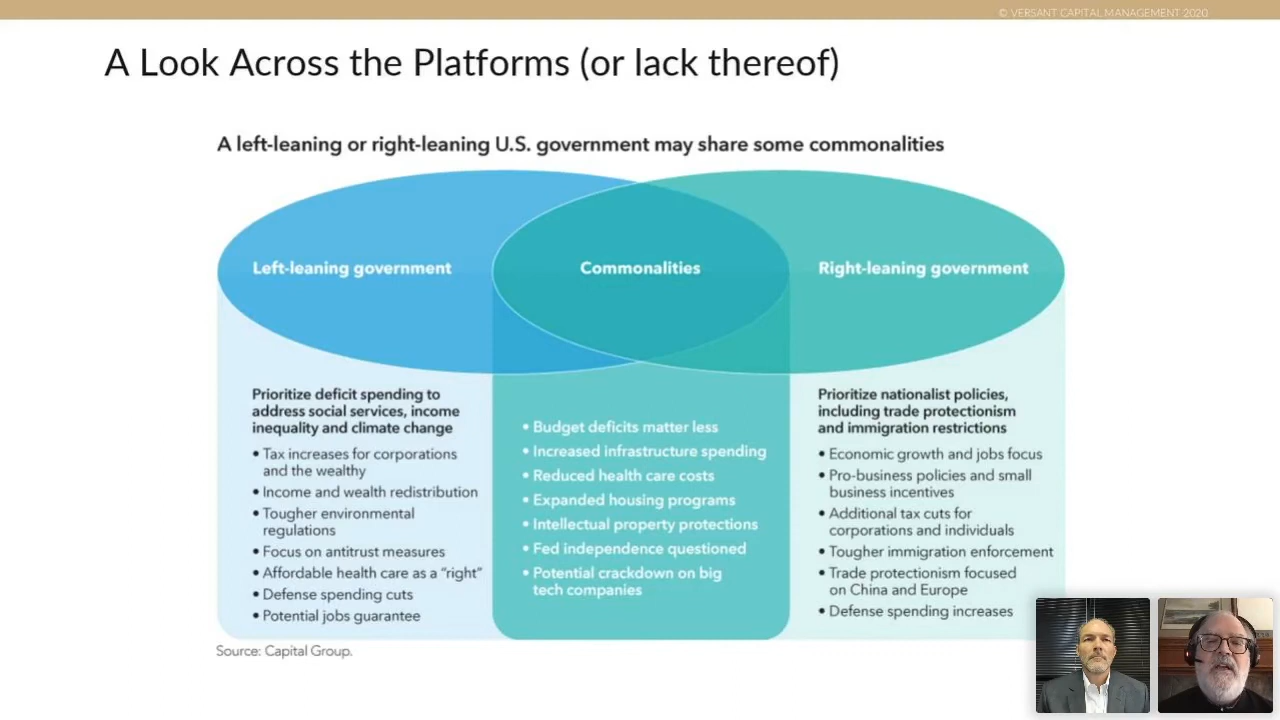 © VERSANT CAPITAL MANAGEMENT 2020
A Look Across the Platforms (or lack thereof)
A left-leaning or right-leaning U.S. government may share some commonalities
Left-leaning government
Commonalities
Right-leaning government
Prioritize deficit spending to
address social services, income
inequality and climate change
• Tax increases for corporations
and the wealthy
• Income and wealth redistribution
• Tougher environmental
regulations
• Focus on antitrust measures
• Affordable health care as a “right”
• Defense spending cuts
• Potential jobs guarantee
• Budget deficits matter less
• Increased infrastructure spending
• Reduced health care costs
• Expanded housing programs
• Intellectual property protections
• Fed independence questioned
• Potential crackdown on big
tech companies
Prioritize nationalist policies,
including trade protectionism
and immigration restrictions
• Economic growth and jobs focus
• Pro-business policies and small
business incentives
• Additional tax cuts for
corporations and individuals
• Tougher immigration enforcement
• Trade protectionism focused
on China and Europe
• Defense spending increases
Source: Capital Group.